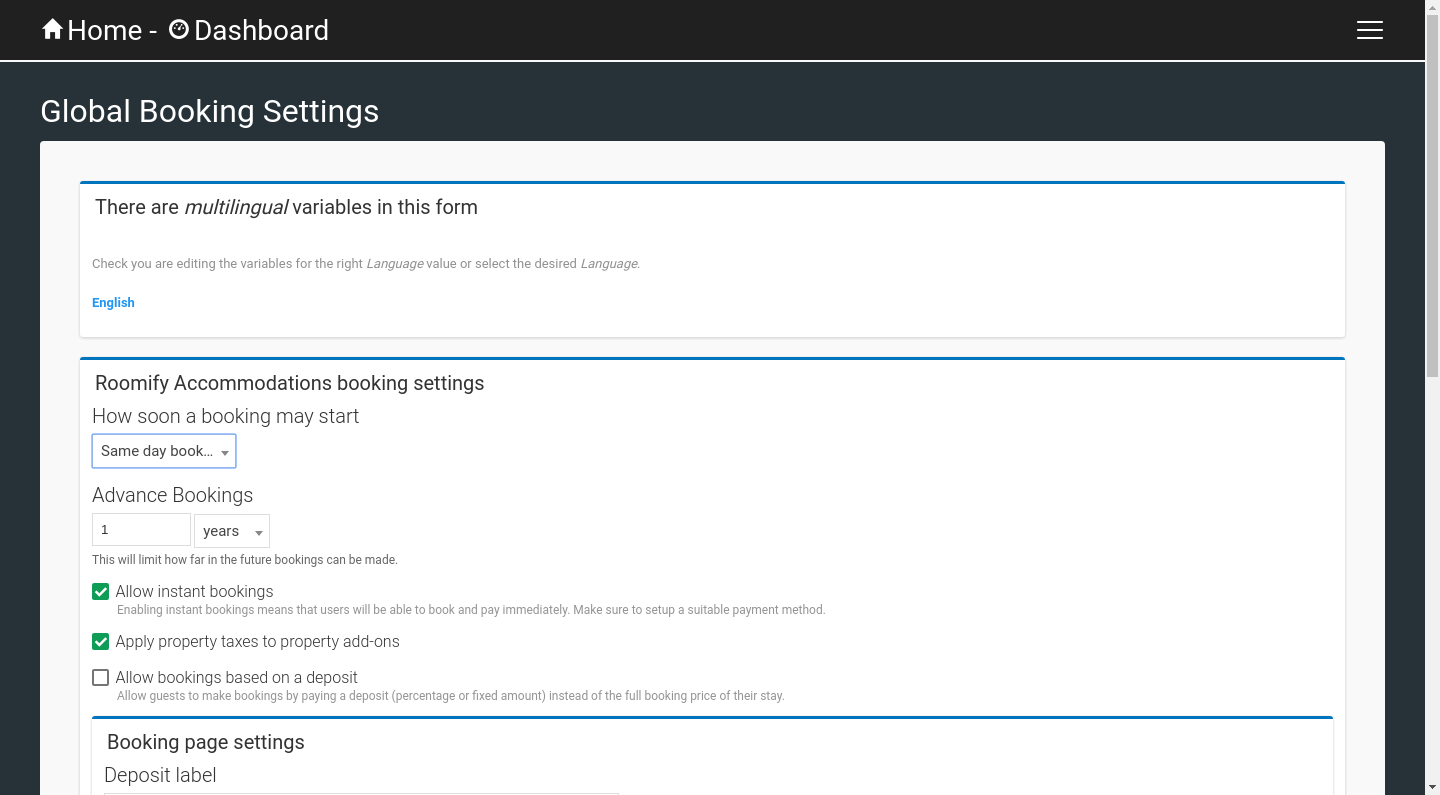 Home - Dashboard
Global Booking Settings
There are multilingual variables in this form
Check you are editing the variables for the right Language value or select the desired Language.
English
Roomify Accommodations booking settings
How soon a booking may start
Same day book...
Advance Bookings
1 years
This will limit how far in the future bookings can be made.
Allow instant bookings
Enabling instant bookings means that users will be able to book and pay immediately. Make sure to setup a suitable payment method.
Apply property taxes to property add-ons
Allow bookings based on a deposit
Allow guests to make bookings by paying a deposit (percentage or fixed amount) instead of the full booking price of their stay.
Booking page settings
Deposit label